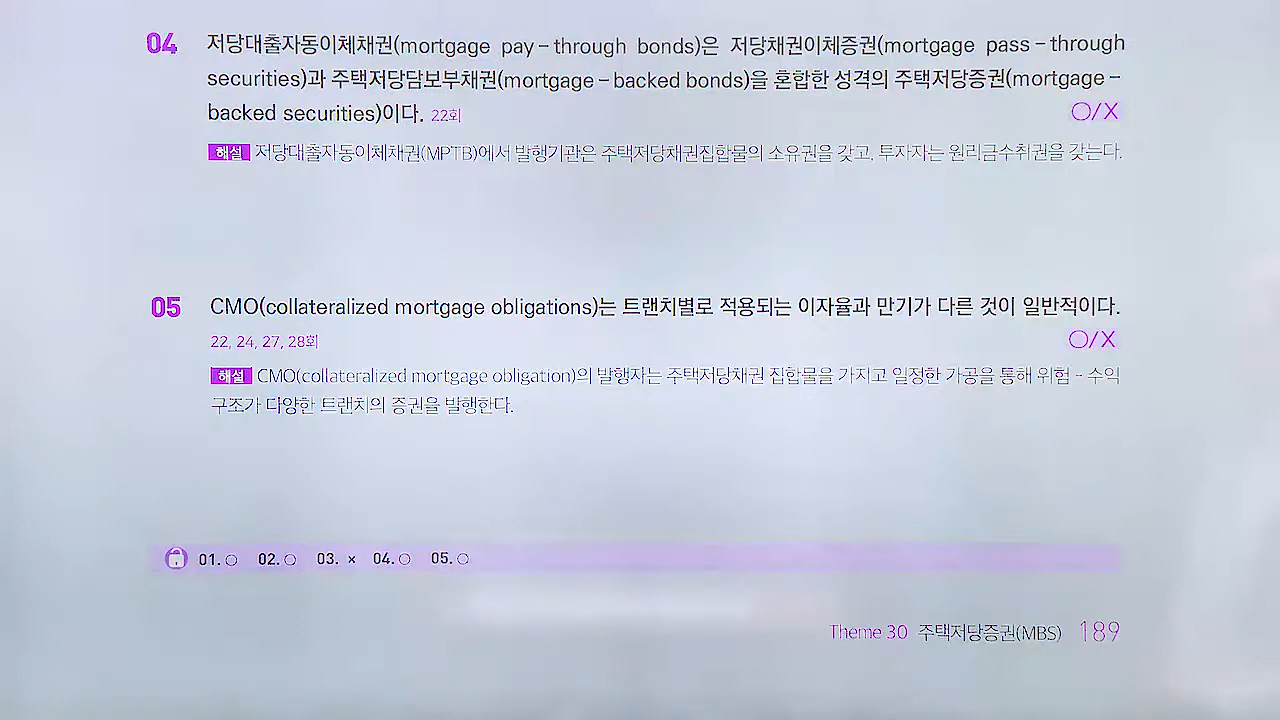 04 저당대출자동이체채권(mortgage pay-through bonds)은 저당채권이체증권(mortgage pass-through
securities)과 주택저당담보부채권(mortgage-backed bonds)을 혼합한 성격의 주택저당증권(mortgage-
backed securities)이다. 22회 ○/X
해설 저당대출자동이체채권(MPTB)에서 발행기관은 주택저당채권집합물의 소유권을 갖고, 투자자는 원리금수취권을 갖는다.
05 CMO(collateralized mortgage obligations)는 트랜치별로 적용되는 이자율과 만기가 다른 것이 일반적이다.
22, 24, 27, 28회 ○/X
해설 CMO(collateralized mortgage obligation)의 발행자는 주택저당채권 집합물을 가지고 일정한 가공을 통해 위험-수익
구조가 다양한 트랜치의 증권을 발행한다.
01. ○ 02. ○ 03. × 04. ○ 05. ○
Theme 30 주택저당증권(MBS) 189